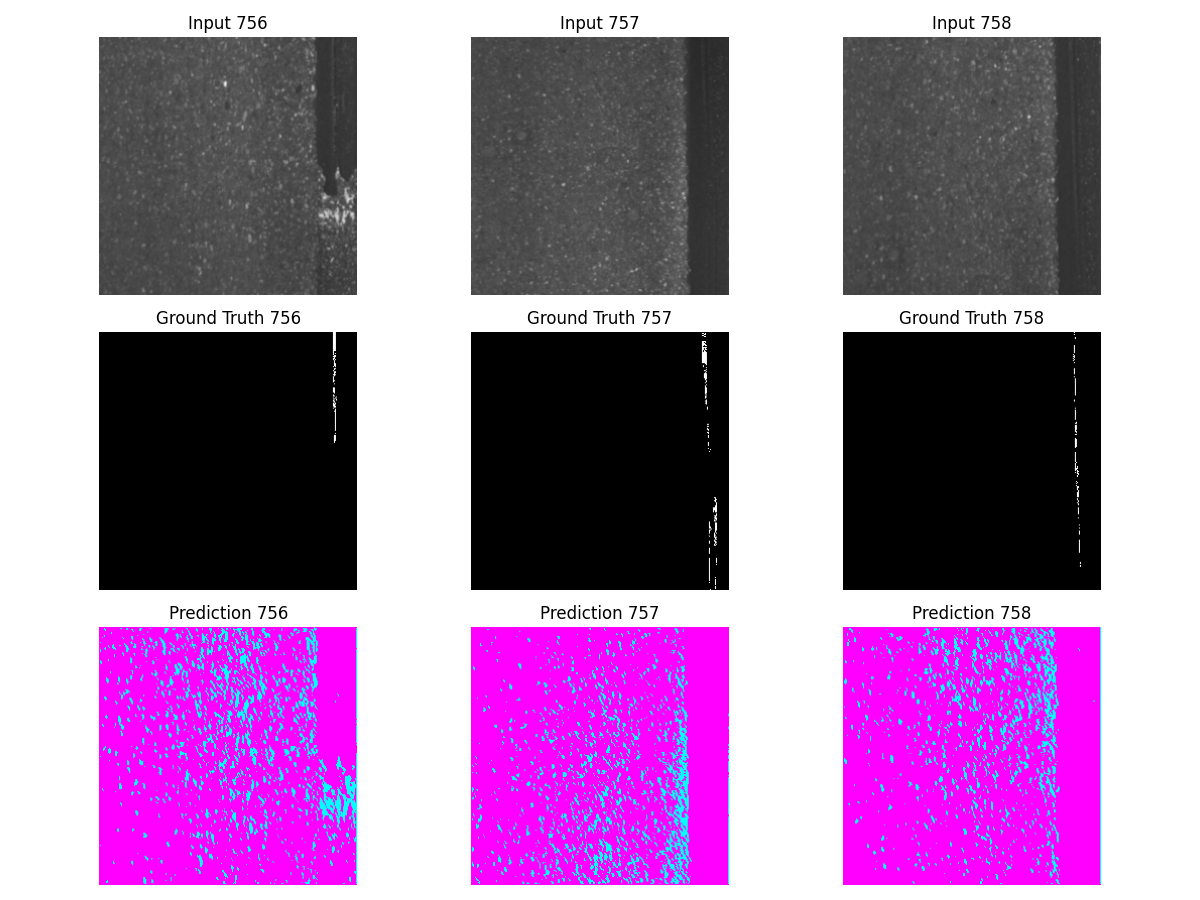 Input 756
Input 757
Input 758
Ground Truth 756
Ground Truth 757
Ground Truth 758
Prediction 756
Prediction 757
Prediction 758